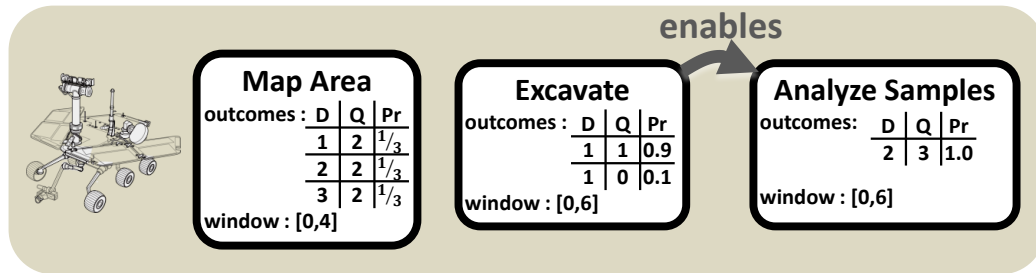 enables
Map Area
outcomes : D Q Pr
1 2 1/3
2 2 1/3
3 2 1/3
window : [0,4]
Excavate
outcomes : D Q Pr
1 1 0.9
1 0 0.1
window : [0,6]
Analyze Samples
outcomes: D Q Pr
2 3 1.0
window : [0,6]